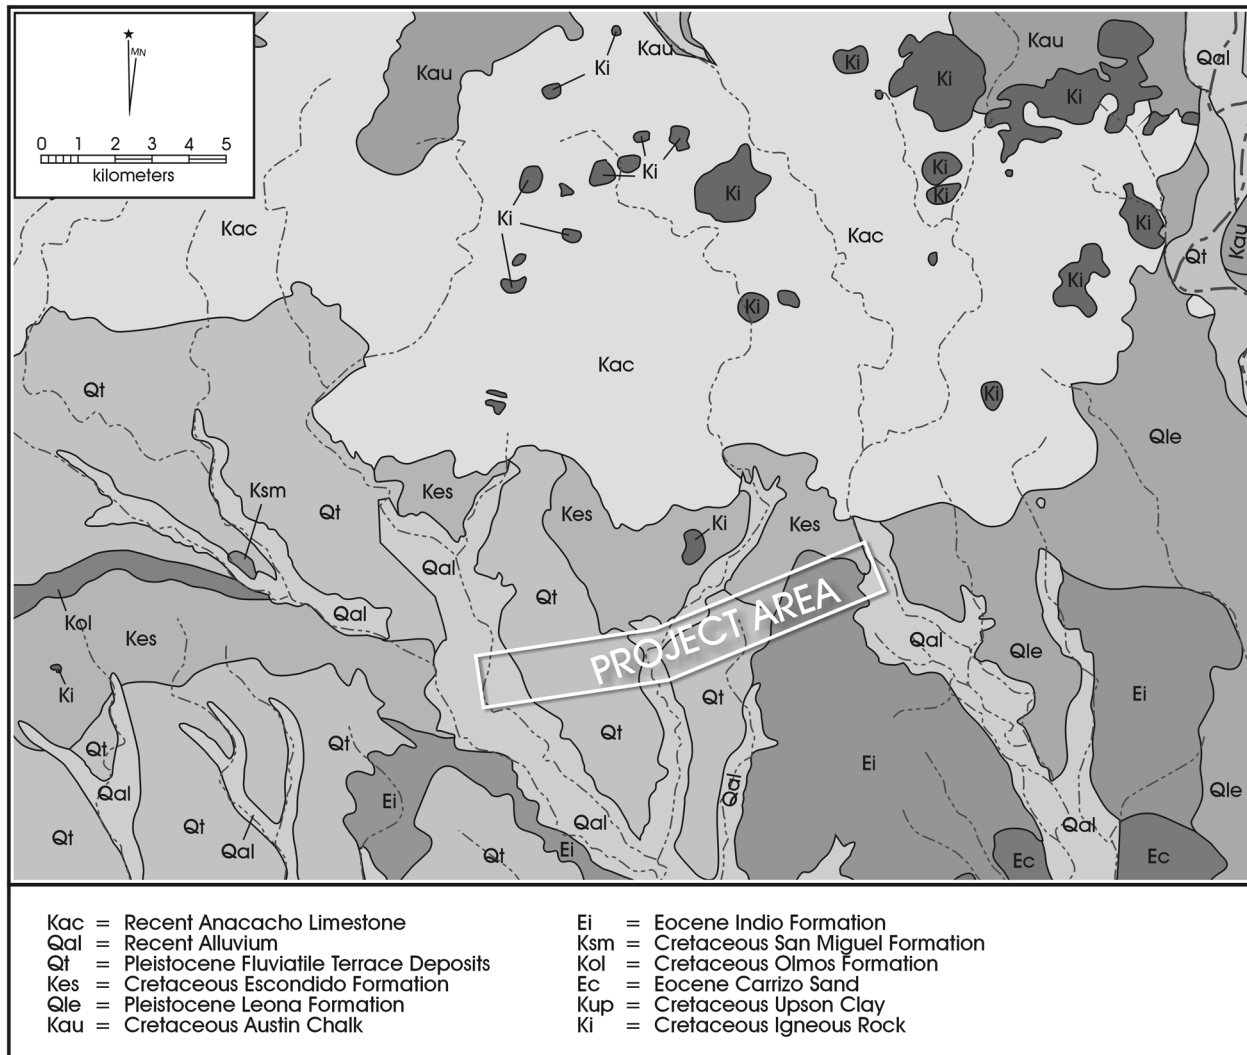 MN
0 1 2 3 4 5
kilometers
Kau
Ki
Kau
Ki
Ki
Kau
Ki
Qal
Ki
Ki
Ki
Ki
Ki
Ki
Kac
Kac
Ki
Qt
Kau
Ki
Ki
Kac
Ki
Qt
Qle
Ksm
Kes
Qt
Kes
Ki
Kes
Qal
Qt
Qal
Kol
Kes
PROJECT AREA
Qal
Qle
Ki
Qt
Ei
Qt
Qt
Qt
Ei
Qal
Qal
Qle
Ei
Qt
Qt
Qal
Qal
Ei
Qt
Qal
Ec
Ec
Kac = Recent Anacacho Limestone
Qal = Recent Alluvium
Qt = Pleistocene Fluviatile Terrace Deposits
Kes = Cretaceous Escondido Formation
Qle = Pleistocene Leona Formation
Kau = Cretaceous Austin Chalk
Ei = Eocene Indio Formation
Ksm = Cretaceous San Miguel Formation
Kol = Cretaceous Olmos Formation
Ec = Eocene Carrizo Sand
Kup = Cretaceous Upson Clay
Ki = Cretaceous Igneous Rock